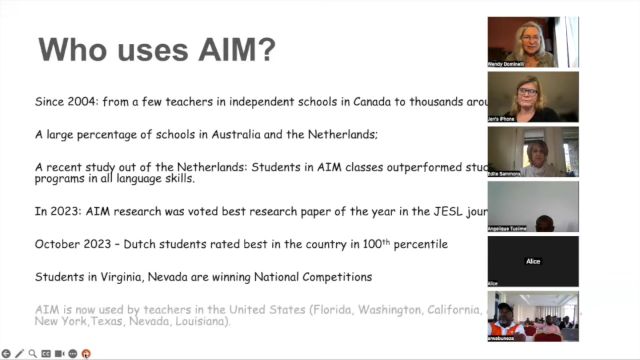 Who uses AIM?
Since 2004: from a few teachers in independent schools in Canada to thousands
A large percentage of schools in Australia and the Netherlands;
A recent study out of the Netherlands: Students in AIM classes outperformed
programs in all language skills.
In 2023: AIM research was voted best research paper of the year in the JESL
October 2023 – Dutch students rated best in the country in 100th percentile
Students in Virginia, Nevada are winning National Competitions
AIM is now used by teachers in the United States (Florida, Washington, California,
New York,Texas, Nevada, Louisiana).
Wendy Dominelli
Jen's iPhone
Sammons
Angelique Tusiime
Alice
Alice